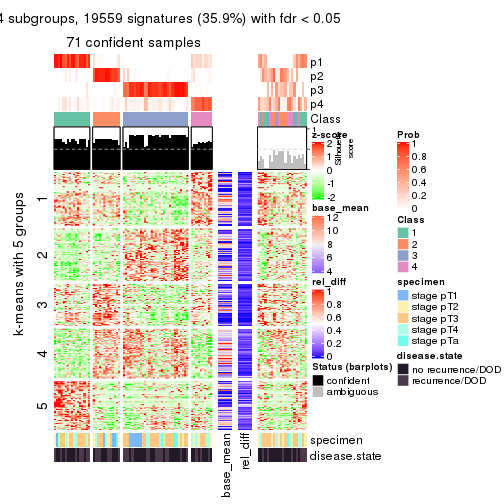 4 subgroups, 19559 signatures (35.9%) with fdr < 0.05
71 confident samples
p1
p2
p3
p4
Class
1
Silhouette
score
k-means with 5 groups
1
2
3
4
5
base_mean
rel_diff
specimen
disease.state
z-score
2
1
0
-1
-2
base_mean
12
10
8
6
4
rel_diff
1
0.8
0.6
0.4
0.2
0
Status (barplots)
confident
ambiguous
Prob
1
0.8
0.6
0.4
0.2
0
Class
1
2
3
4
specimen
stage pT1
stage pT2
stage pT3
stage pT4
stage pTa
disease.state
no recurrence/DOD
recurrence/DOD